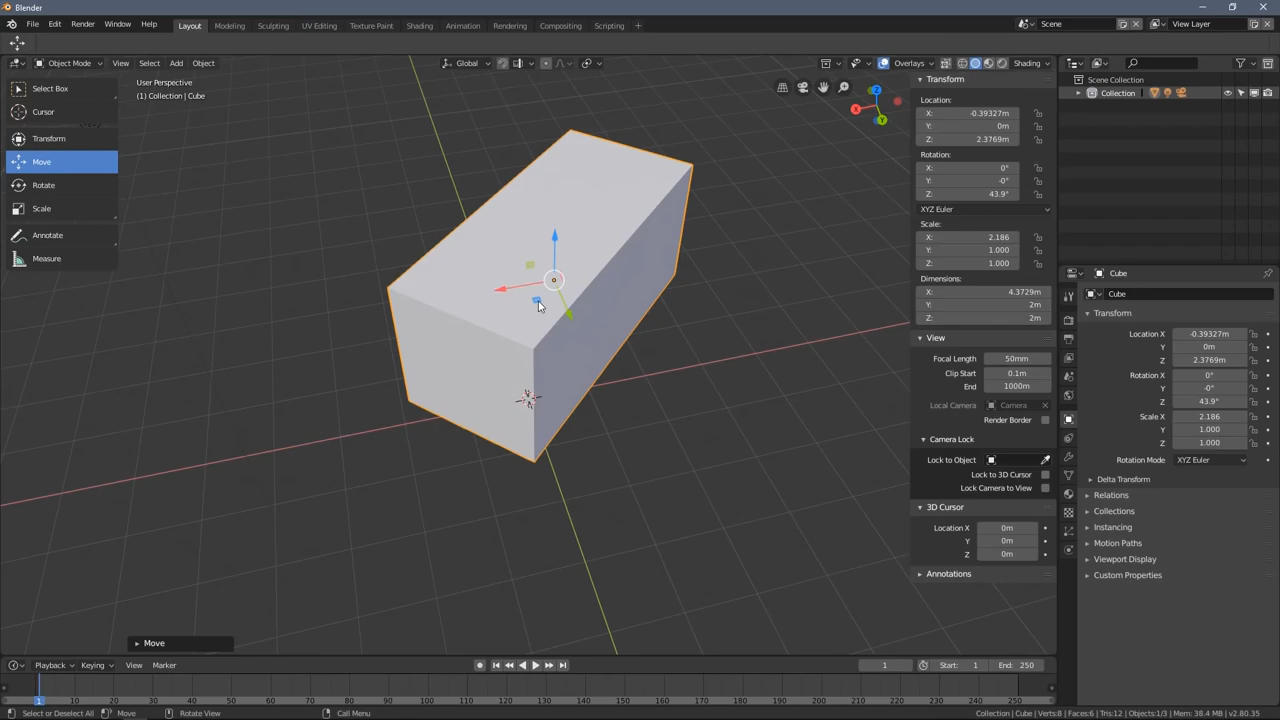 Blender
File Edit Render Window Help
Layout Modeling Sculpting UV Editing Texture Paint Shading Animation Rendering Compositing Scripting +
Scene
View Layer
Object Mode View Select Add Object
Global
Overlays
Shading
Select Box
Cursor
Transform
Move
Rotate
Scale
Annotate
Measure
User Perspective
(1) Collection | Cube
Z
X
Y
Transform
Location:
X: -0.39327m
Y: 0m
Z: 2.3769m
Rotation:
X: 0°
Y: -0°
Z: 43.9°
XYZ Euler
Scale:
X: 2.186
Y: 1.000
Z: 1.000
Dimensions:
X: 4.3729m
Y: 2m
Z: 2m
View
Focal Length 50mm
Clip Start 0.1m
End 1000m
Local Camera Camera
Render Border
Camera Lock
Lock to Object
Lock to 3D Cursor
Lock Camera to View
3D Cursor
Location X 0m
Y 0m
Z 0m
Annotations
Scene Collection
Collection
Cube
Cube
Transform
Location X -0.39327m
Y 0m
Z 2.3769m
Rotation X 0°
Y -0°
Z 43.9°
Scale X 2.186
Y 1.000
Z 1.000
Rotation Mode XYZ Euler
Delta Transform
Relations
Collections
Instancing
Motion Paths
Viewport Display
Custom Properties
Move
Playback Keying View Marker
1 Start: 1 End: 250
1 10 20 30 40 50 60 70 80 90 100 110 120 130 140 150 160 170 180 190 200 210 220 230 240 250
Select or Deselect All Move Rotate View Call Menu
Collection | Cube | Verts:8 | Faces:6 | Tris:12 | Objects:1/3 | Mem: 38.4 MB | v2.80.35